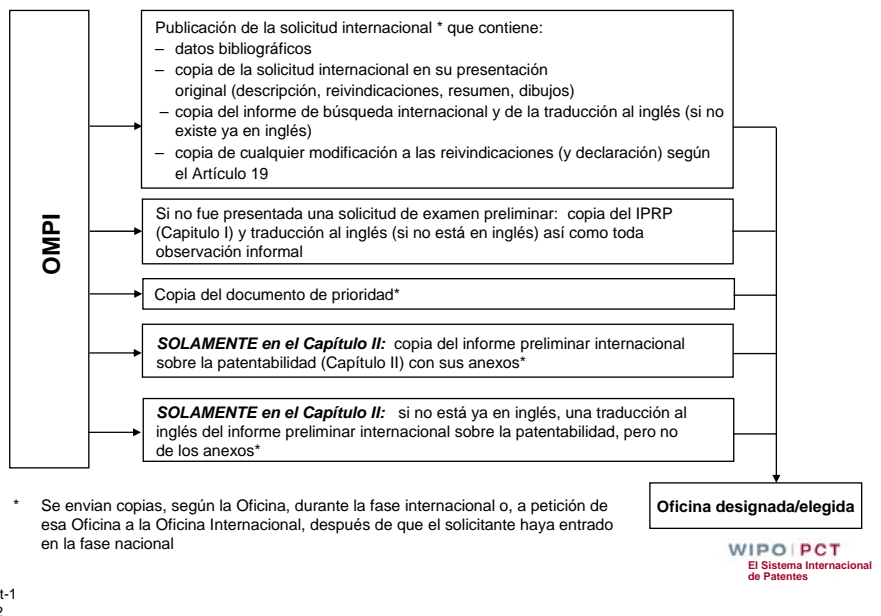 Publicación de la solicitud internacional * que contiene:
– datos bibliográficos
– copia de la solicitud internacional en su presentación
original (descripción, reivindicaciones, resumen, dibujos)
– copia del informe de búsqueda internacional y de la traducción al inglés (si no
existe ya en inglés)
– copia de cualquier modificación a las reivindicaciones (y declaración) según
el Artículo 19
OMPI
Si no fue presentada una solicitud de examen preliminar: copia del IPRP
(Capitulo I) y traducción al inglés (si no está en inglés) así como toda
observación informal
Copia del documento de prioridad*
SOLAMENTE en el Capítulo II: copia del informe preliminar internacional
sobre la patentabilidad (Capítulo II) con sus anexos*
SOLAMENTE en el Capítulo II: si no está ya en inglés, una traducción al
inglés del informe preliminar internacional sobre la patentabilidad, pero no
de los anexos*
* Se envian copias, según la Oficina, durante la fase internacional o, a petición de
esa Oficina a la Oficina Internacional, después de que el solicitante haya entrado
en la fase nacional
Oficina designada/elegida
WIPO | PCT
El Sistema Internacional
de Patentes
t-1